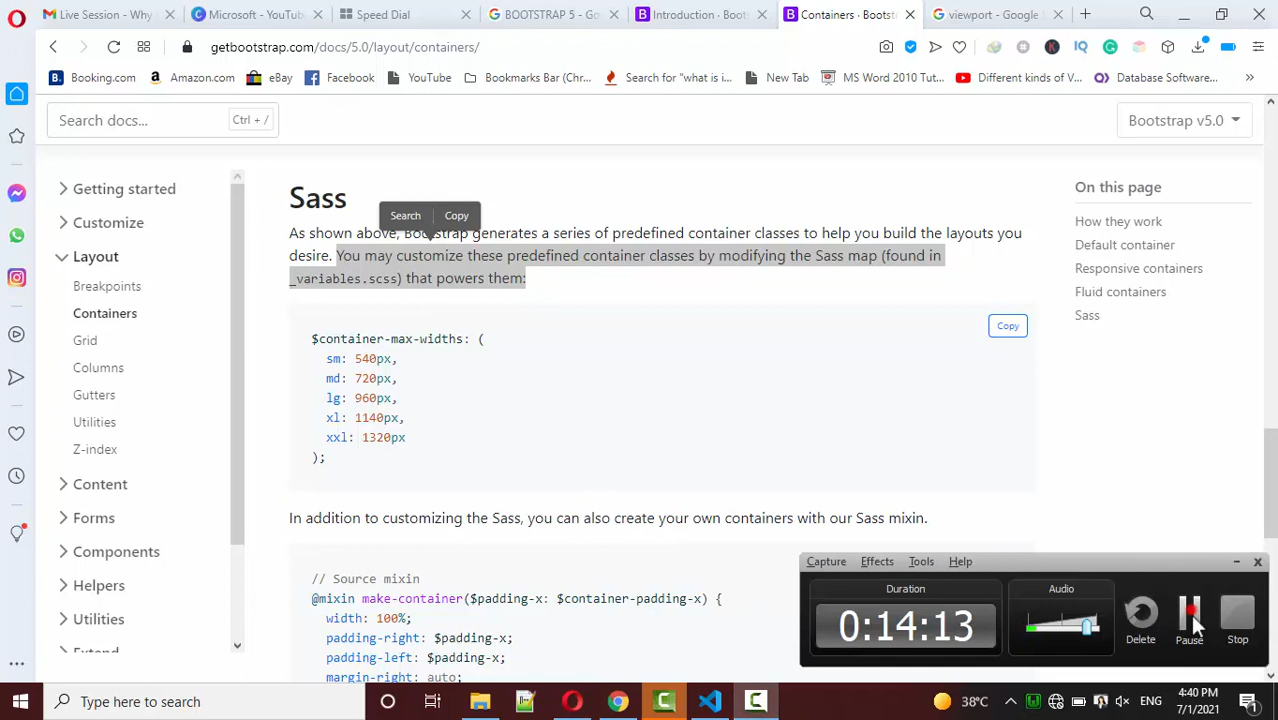 Live Session - Why
Microsoft - YouTub
Speed Dial
BOOTSTRAP 5 - Go
Introduction · Boots
Containers · Bootst
viewport - Google S
getbootstrap.com/docs/5.0/layout/containers/
Booking.com
Amazon.com
eBay
Facebook
YouTube
Bookmarks Bar (Chr...
Search for "what is i...
New Tab
MS Word 2010 Tut...
Different kinds of V...
Database Software...
Search docs...
Ctrl + /
Bootstrap v5.0
Getting started
Customize
Layout
Breakpoints
Containers
Grid
Columns
Gutters
Utilities
Z-index
Content
Forms
Components
Helpers
Utilities
Extend
Sass
Search
Copy
As shown above, Bootstrap generates a series of predefined container classes to help you build the layouts you
desire. You may customize these predefined container classes by modifying the Sass map (found in
_variables.scss) that powers them:
Copy
$container-max-widths: (
sm: 540px,
md: 720px,
lg: 960px,
xl: 1140px,
xxl: 1320px
);
In addition to customizing the Sass, you can also create your own containers with our Sass mixin.
// Source mixin
@mixin make-container($padding-x: $container-padding-x) {
width: 100%;
padding-right: $padding-x;
padding-left: $padding-x;
margin-right: auto;
On this page
How they work
Default container
Responsive containers
Fluid containers
Sass
Capture
Effects
Tools
Help
Duration
0:14:13
Audio
Delete
Pause
Stop
Type here to search
38°C
ENG
4:40 PM
7/1/2021